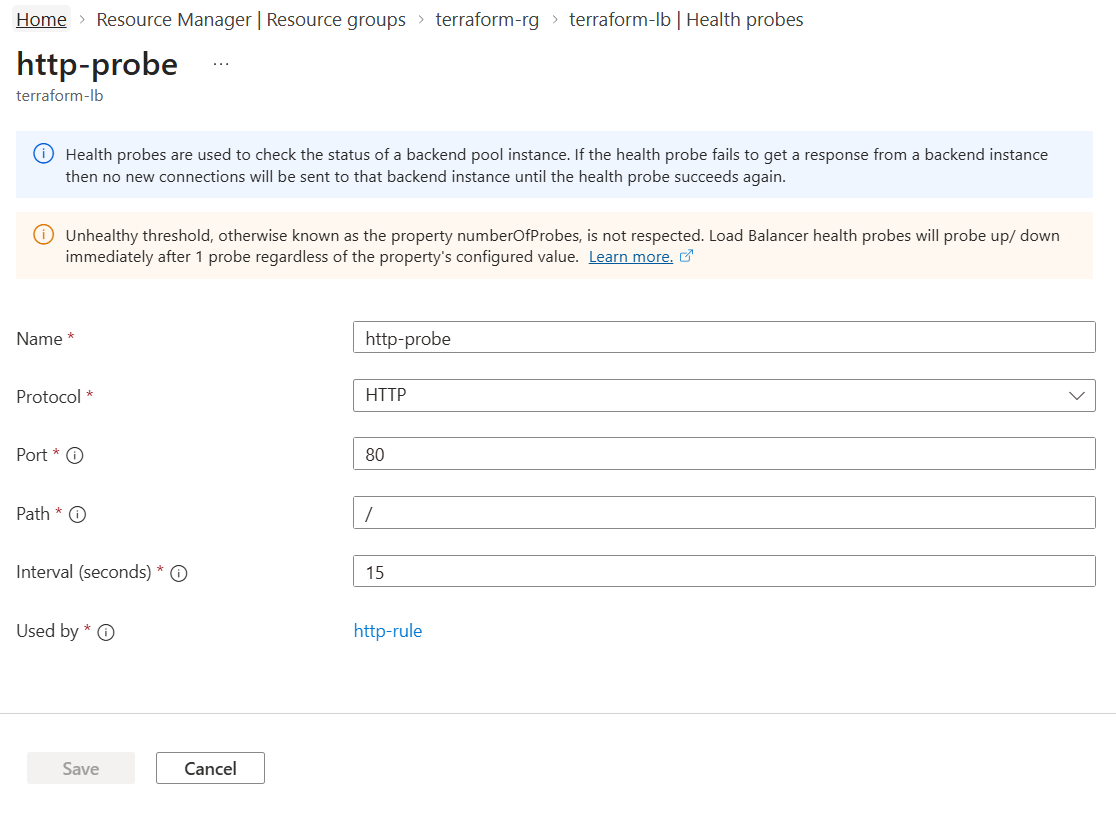 Home > Resource Manager | Resource groups > terraform-rg > terraform-lb | Health probes
http-probe ...
terraform-lb
Health probes are used to check the status of a backend pool instance. If the health probe fails to get a response from a backend instance
then no new connections will be sent to that backend instance until the health probe succeeds again.
Unhealthy threshold, otherwise known as the property numberOfProbes, is not respected. Load Balancer health probes will probe up/ down
immediately after 1 probe regardless of the property's configured value. Learn more.
Name * http-probe
Protocol * HTTP
Port * 80
Path * /
Interval (seconds) * 15
Used by * http-rule
Save Cancel